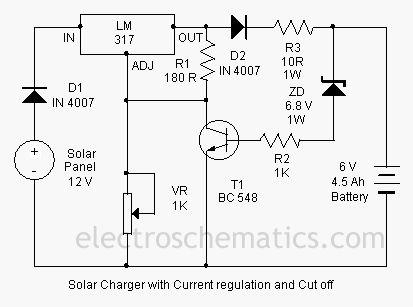 IN
LM
317
OUT
ADJ
D1
IN 4007
R1
180 R
D2
IN 4007
R3
10R
1W
ZD
6.8 V
1W
Solar
Panel
12 V
VR
1K
T1
BC 548
R2
1K
6 V
4.5 Ah
Battery
electroschematics.com
Solar Charger with Current regulation and Cut off